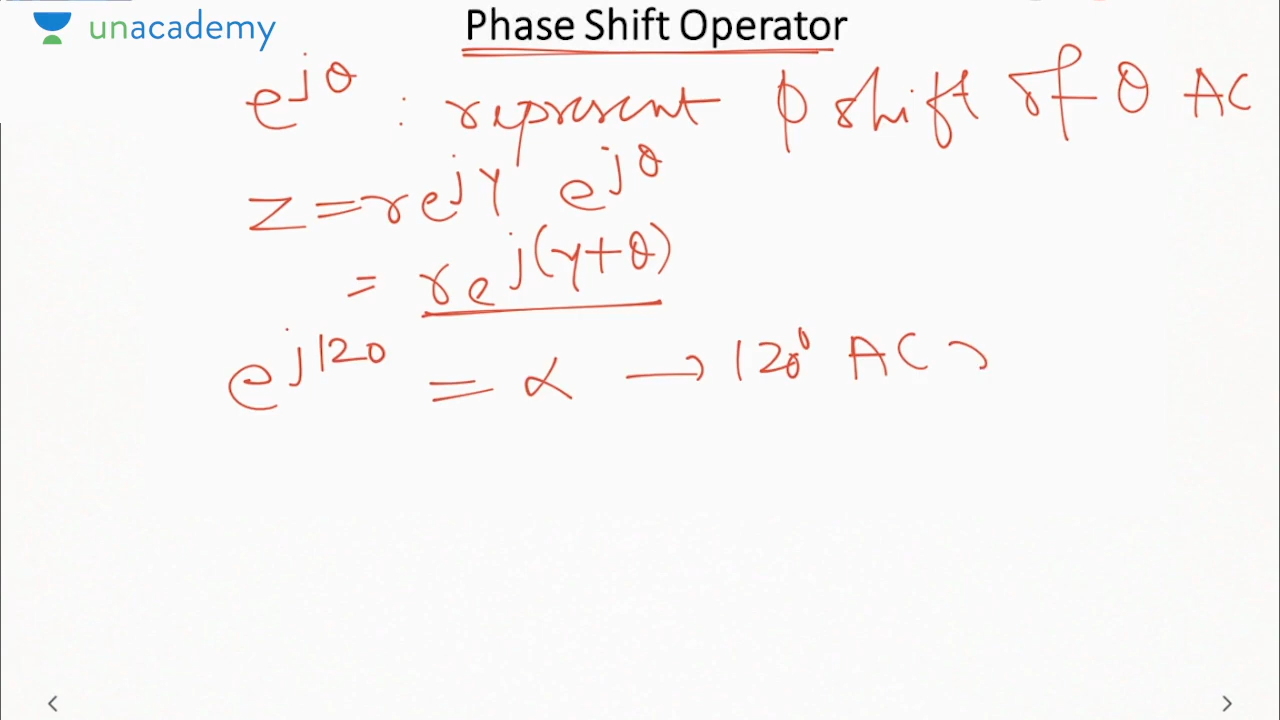 unacademy
Phase Shift Operator
e^{jθ} : represent ϕ shift of θ AC
z = re^{jγ} e^{jθ}
= re^{j(γ+θ)}
e^{j120} = α → 120° AC